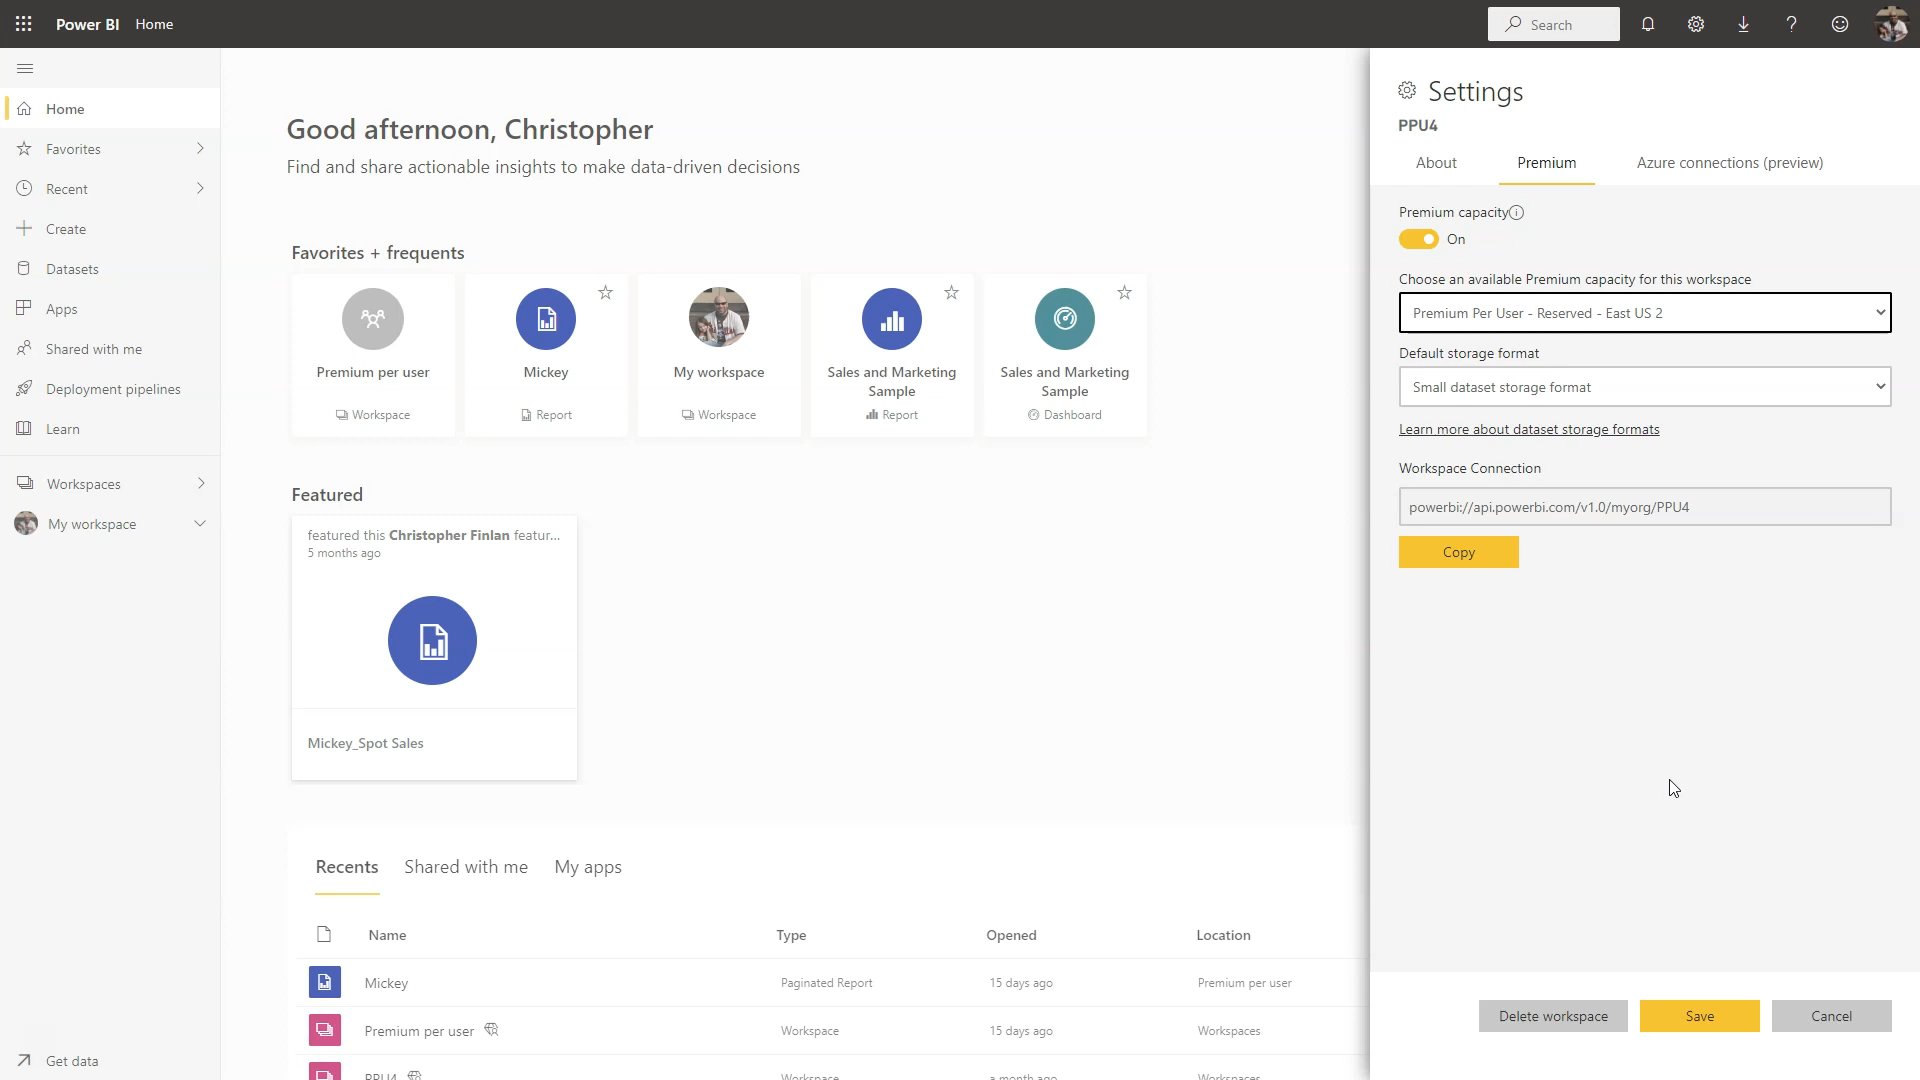 Power BI Home
Search
Home
Favorites
Recent
Create
Datasets
Apps
Shared with me
Deployment pipelines
Learn
Workspaces
My workspace
Get data
Good afternoon, Christopher
Find and share actionable insights to make data-driven decisions
Favorites + frequents
Premium per user
Workspace
Mickey
Report
My workspace
Workspace
Sales and Marketing
Sample
Report
Sales and Marketing
Sample
Dashboard
Featured
featured this Christopher Finlan featur...
5 months ago
Mickey_Spot Sales
Recents Shared with me My apps
Name Type Opened Location
Mickey Paginated Report 15 days ago Premium per user
Premium per user Workspace 15 days ago Workspaces
PPU4 Workspace a month ago Workspaces
Settings
PPU4
About Premium Azure connections (preview)
Premium capacity
On
Choose an available Premium capacity for this workspace
Premium Per User - Reserved - East US 2
Default storage format
Small dataset storage format
Learn more about dataset storage formats
Workspace Connection
powerbi://api.powerbi.com/v1.0/myorg/PPU4
Copy
Delete workspace Save Cancel